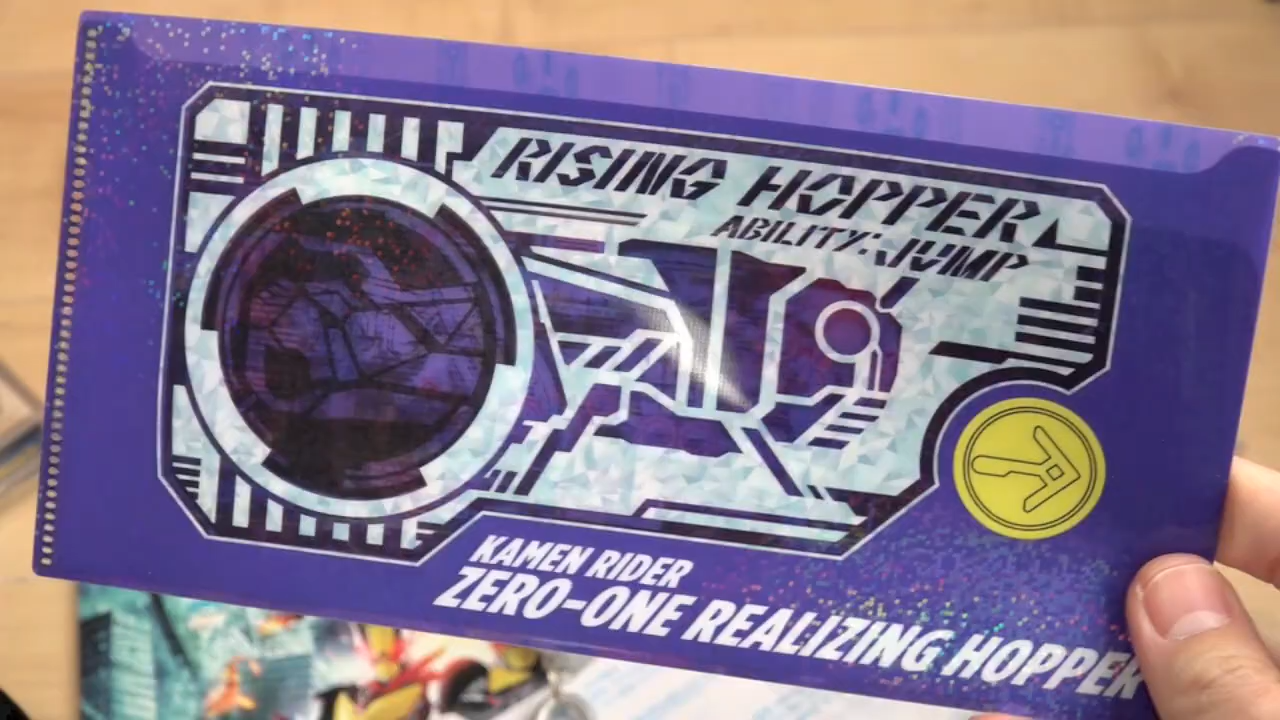 RISING HOPPER
ABILITY:JUMP
KAMEN RIDER
ZERO-ONE REALIZING HOPPER